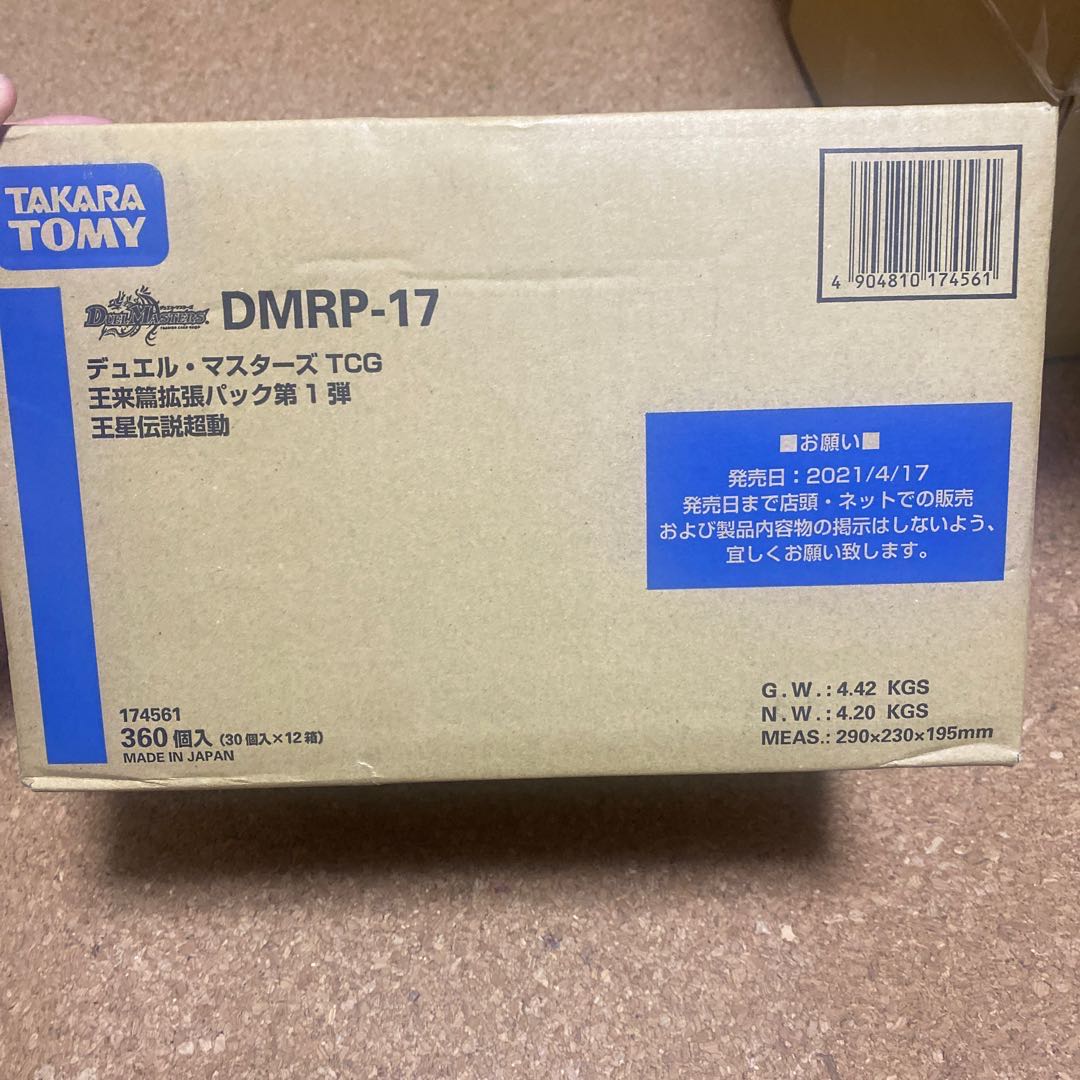 TAKARA
TOMY
DUEL MASTERS
DMRP-17
デュエル・マスターズ TCG
王来篇拡張パック第1弾
王星伝説超動
4 904810 174561
■お願い■
発売日：2021/4/17
発売日まで店頭・ネットでの販売
および製品内容物の掲示はしないよう、
宜しくお願い致します。
174561
360個入（30個入×12箱）
MADE IN JAPAN
G.W.:4.42 KGS
N.W.:4.20 KGS
MEAS.: 290×230×195mm